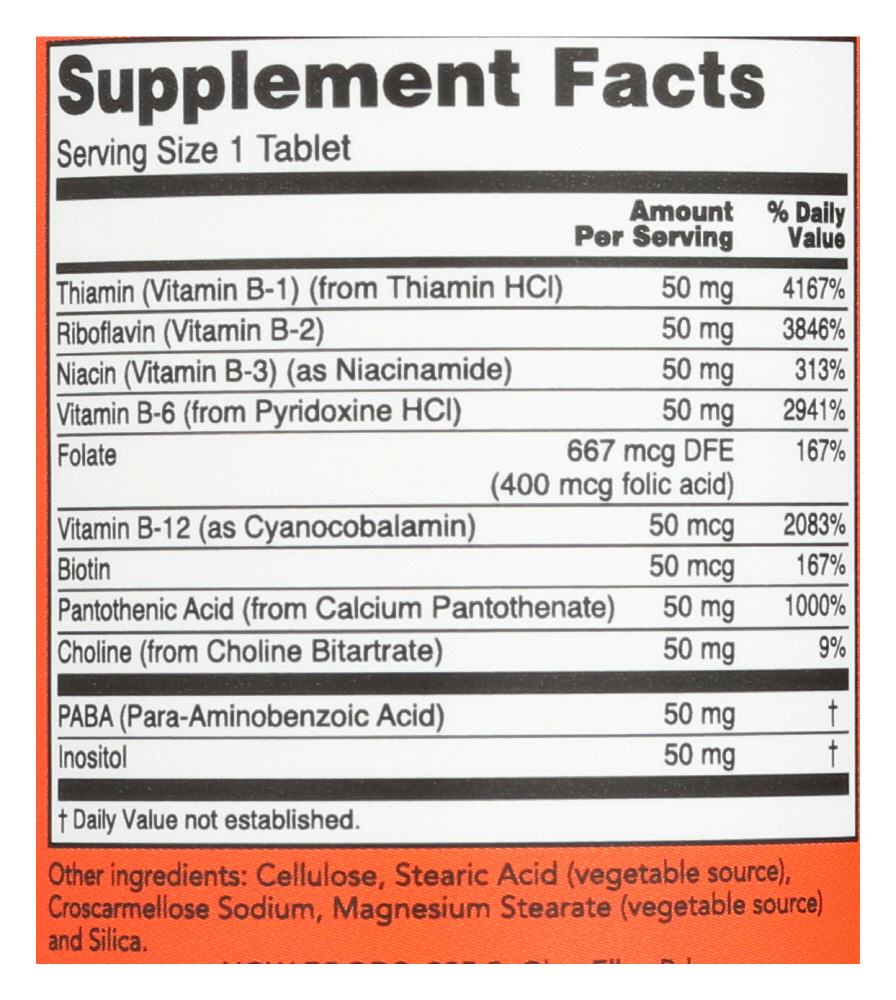 Supplement Facts
Serving Size 1 Tablet
Amount Per Serving % Daily Value
Thiamin (Vitamin B-1) (from Thiamin HCl) 50 mg 4167%
Riboflavin (Vitamin B-2) 50 mg 3846%
Niacin (Vitamin B-3) (as Niacinamide) 50 mg 313%
Vitamin B-6 (from Pyridoxine HCl) 50 mg 2941%
Folate 667 mcg DFE 167%
(400 mcg folic acid)
Vitamin B-12 (as Cyanocobalamin) 50 mcg 2083%
Biotin 50 mcg 167%
Pantothenic Acid (from Calcium Pantothenate) 50 mg 1000%
Choline (from Choline Bitartrate) 50 mg 9%
PABA (Para-Aminobenzoic Acid) 50 mg †
Inositol 50 mg †
† Daily Value not established.
Other ingredients: Cellulose, Stearic Acid (vegetable source),
Croscarmellose Sodium, Magnesium Stearate (vegetable source)
and Silica.